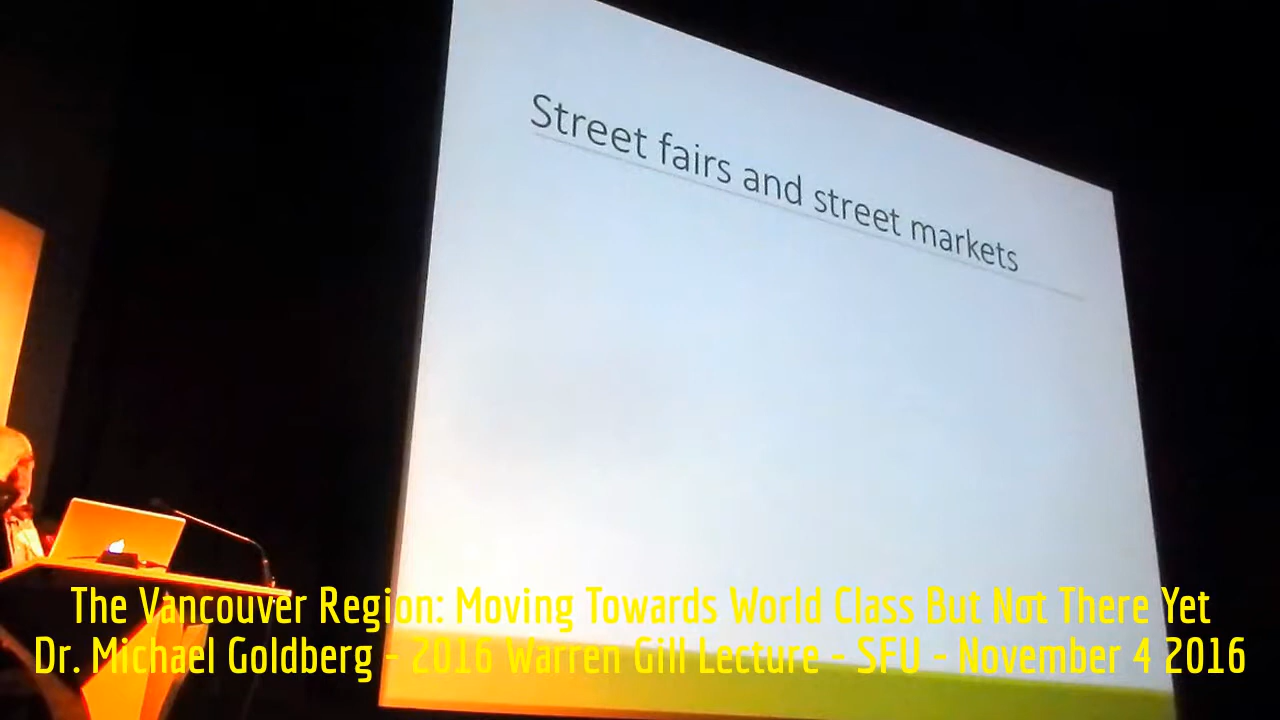 Street fairs and street markets
The Vancouver Region: Moving Towards World Class But Not There Yet
Dr. Michael Goldberg - 2016 Warren Gill Lecture - SFU - November 4 2016